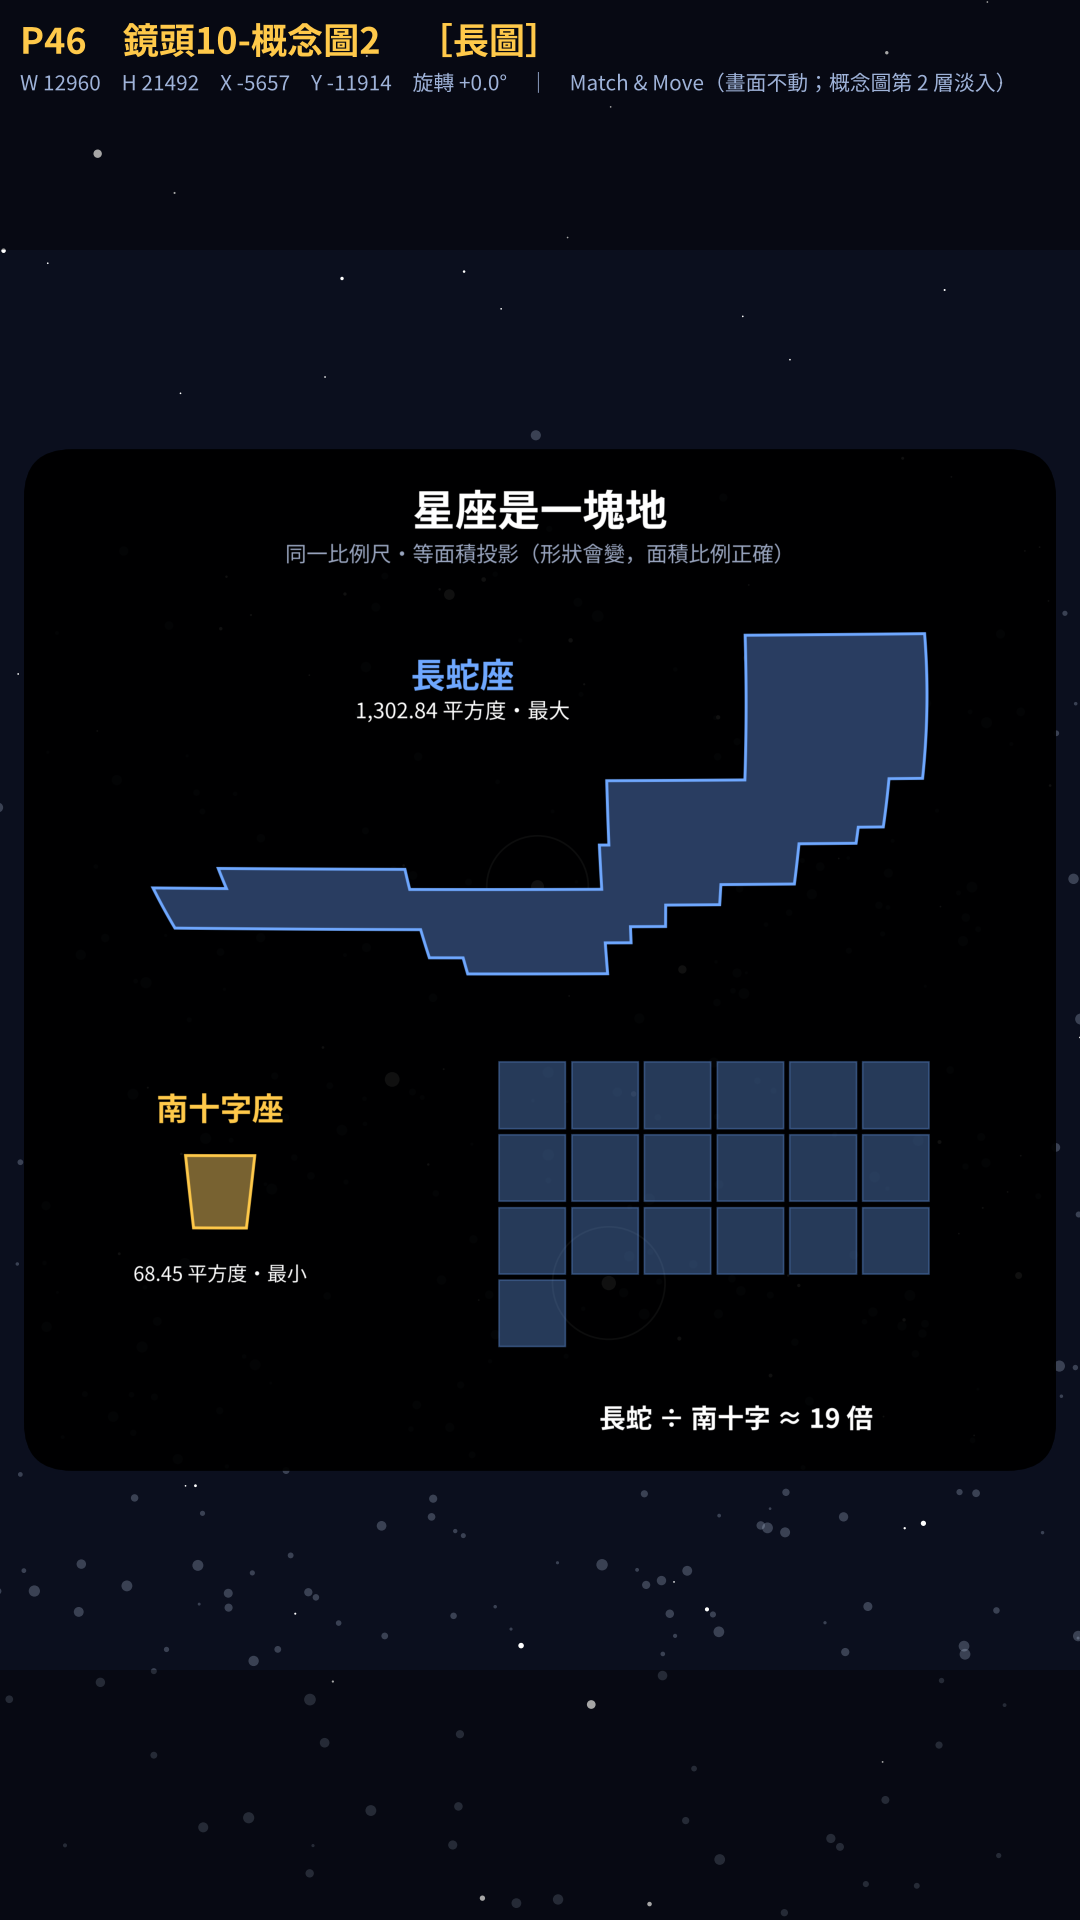 P46 鏡頭10-概念圖2 ［長圖］
W 12960 H 21492 X -5657 Y -11914 旋轉 +0.0° ｜ Match & Move（畫面不動；概念圖第 2 層淡入）
星座是一塊地
同一比例尺・等面積投影（形狀會變，面積比例正確）
長蛇座
1,302.84 平方度・最大
南十字座
68.45 平方度・最小
長蛇 ÷ 南十字 ≈ 19 倍